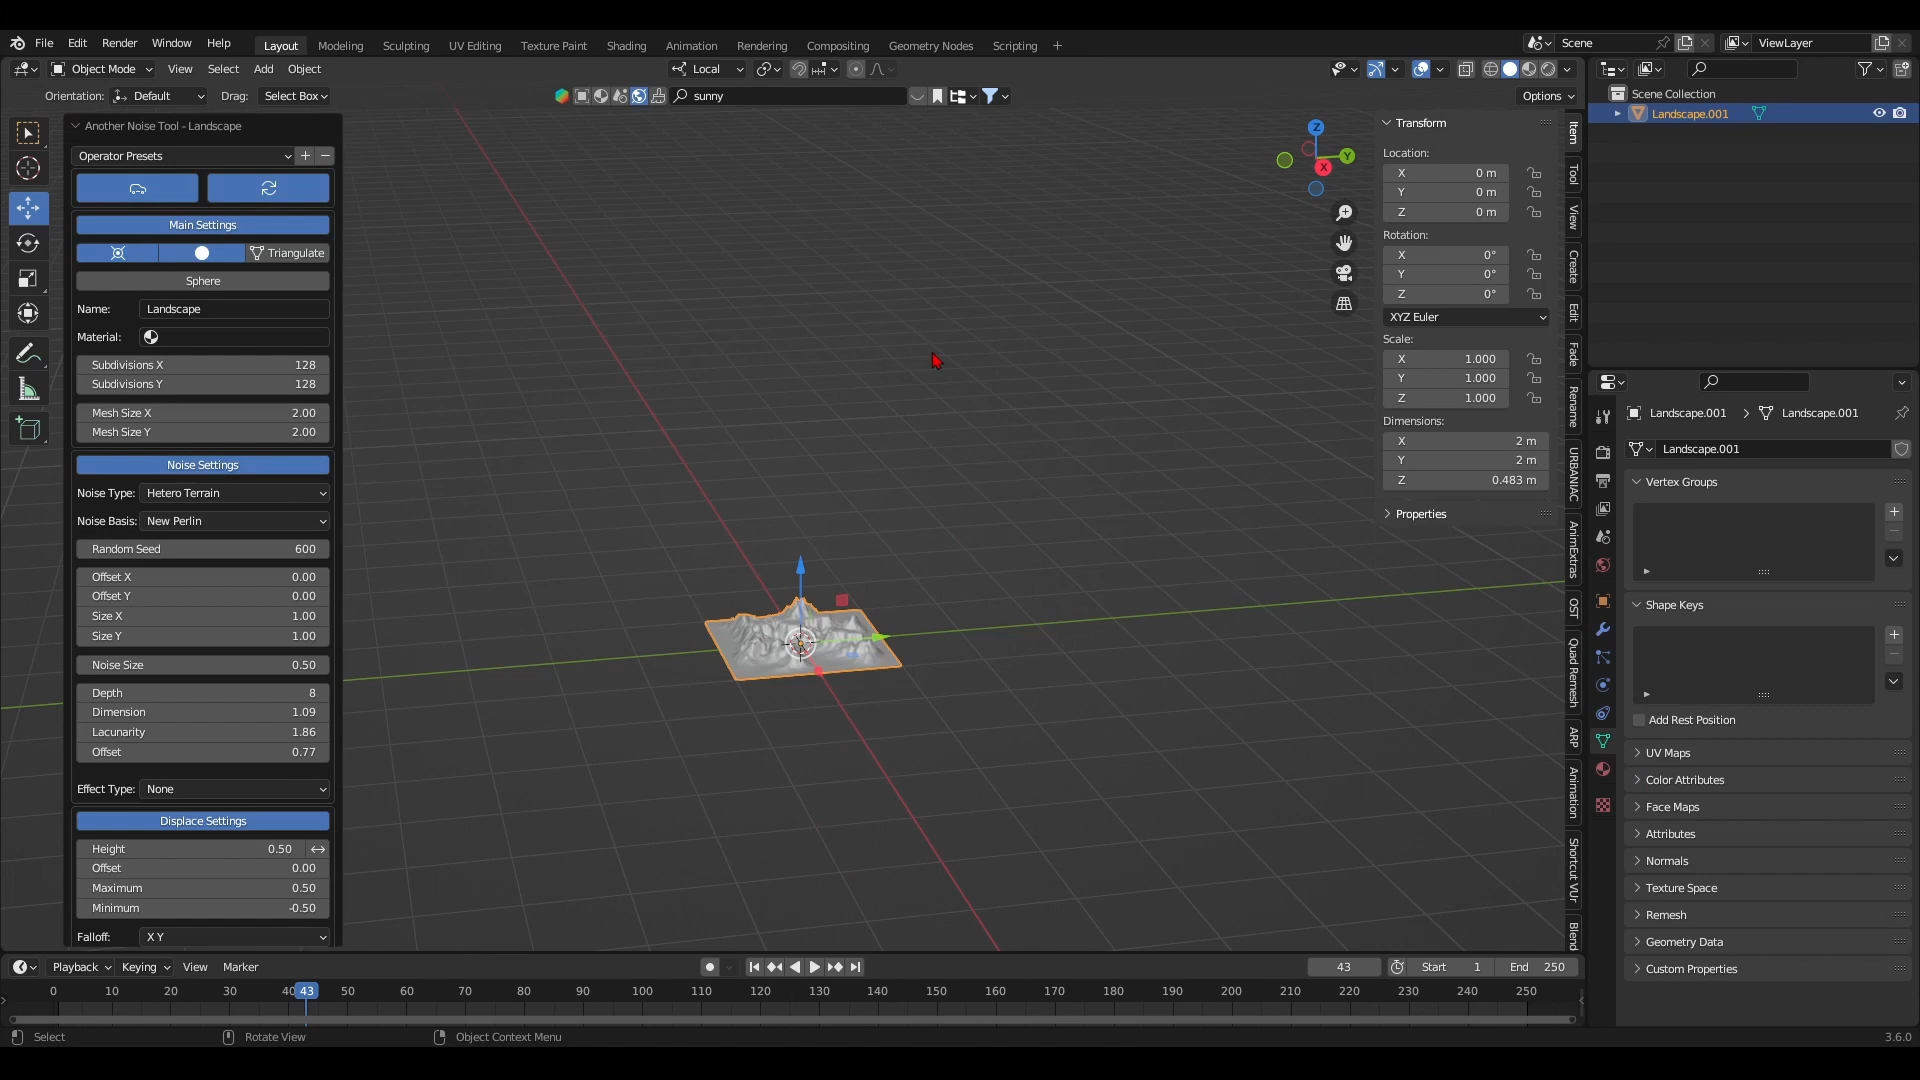 File Edit Render Window Help Layout Modeling Sculpting UV Editing Texture Paint Shading Animation Rendering Compositing Geometry Nodes Scripting + Scene ViewLayer
Object Mode View Select Add Object Local
Orientation: Default Drag: Select Box sunny Options
Another Noise Tool - Landscape
Operator Presets
Main Settings
Triangulate
Sphere
Name: Landscape
Material:
Subdivisions X 128
Subdivisions Y 128
Mesh Size X 2.00
Mesh Size Y 2.00
Noise Settings
Noise Type: Hetero Terrain
Noise Basis: New Perlin
Random Seed 600
Offset X 0.00
Offset Y 0.00
Size X 1.00
Size Y 1.00
Noise Size 0.50
Depth 8
Dimension 1.09
Lacunarity 1.86
Offset 0.77
Effect Type: None
Displace Settings
Height 0.50
Offset 0.00
Maximum 0.50
Minimum -0.50
Falloff: X Y
Z
Y
X
Transform
Location:
X 0 m
Y 0 m
Z 0 m
Rotation:
X 0°
Y 0°
Z 0°
XYZ Euler
Scale:
X 1.000
Y 1.000
Z 1.000
Dimensions:
X 2 m
Y 2 m
Z 0.483 m
Properties
Item
Tool
View
Create
Edit
Fade
Rename
URBANIAC
AnimExtras
OST
Quad Remesh
ARP
Animation
Shortcut VUr
Blend
Scene Collection
Landscape.001
Landscape.001 > Landscape.001
Landscape.001
Vertex Groups
Shape Keys
Add Rest Position
UV Maps
Color Attributes
Face Maps
Attributes
Normals
Texture Space
Remesh
Geometry Data
Custom Properties
Playback Keying View Marker 43 Start 1 End 250
0 10 20 30 40 43 50 60 70 80 90 100 110 120 130 140 150 160 170 180 190 200 210 220 230 240 250
Select Rotate View Object Context Menu 3.6.0